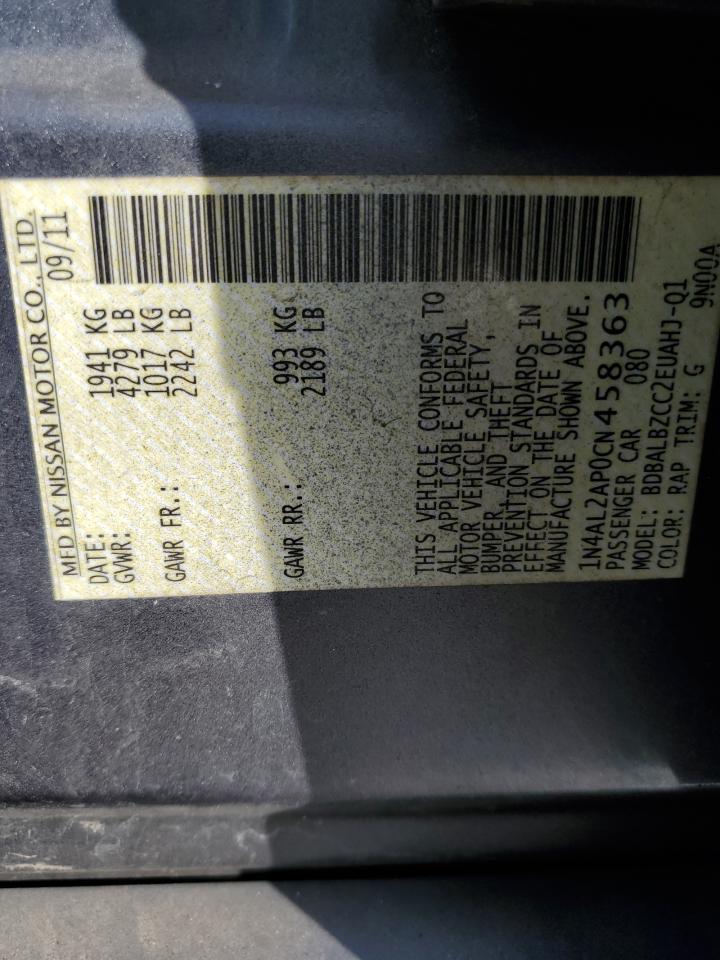 MFD BY NISSAN MOTOR CO., LTD.
DATE: 09/11
GVWR: 1941 KG
4279 LB
GAWR FR.: 1017 KG
2242 LB
GAWR RR.: 993 KG
2189 LB
THIS VEHICLE CONFORMS TO
ALL APPLICABLE FEDERAL
MOTOR VEHICLE SAFETY,
BUMPER, AND THEFT
PREVENTION STANDARDS IN
EFFECT ON THE DATE OF
MANUFACTURE SHOWN ABOVE.
1N4AL2AP0CN458363
PASSENGER CAR 080
MODEL: BDBALBZCC2EUAHJ-Q1
COLOR: RAP TRIM: G 9N00A